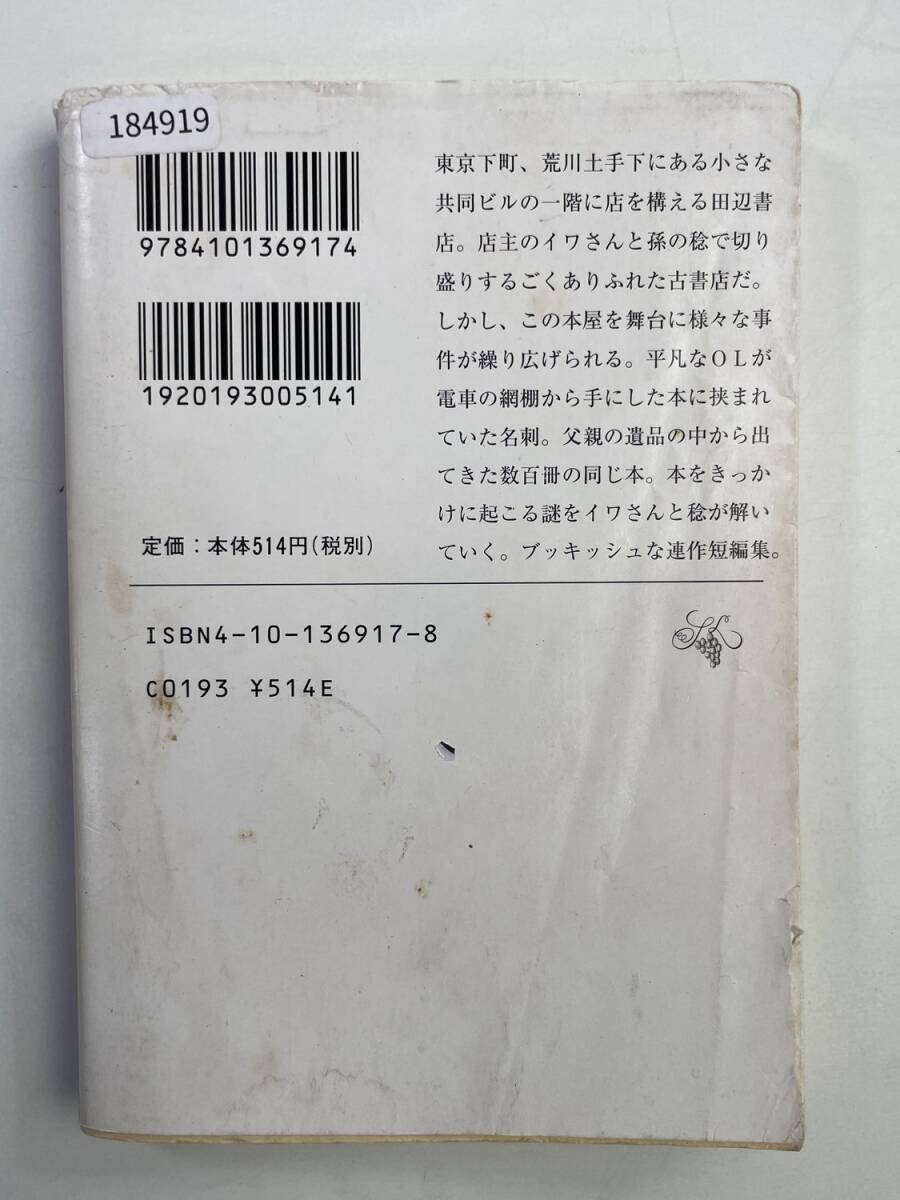 184919
9784101369174
1920193005141
定価：本体514円(税別)
東京下町、荒川土手下にある小さな
共同ビルの一階に店を構える田辺書
店。店主のイワさんと孫の稔で切り
盛りするごくありふれた古書店だ。
しかし、この本屋を舞台に様々な事
件が繰り広げられる。平凡なＯＬが
電車の網棚から手にした本に挟まれ
ていた名刺。父親の遺品の中から出
てきた数百冊の同じ本。本をきっか
けに起こる謎をイワさんと稔が解い
ていく。ブッキッシュな連作短編集。
ISBN4-10-136917-8
C0193 ¥514E